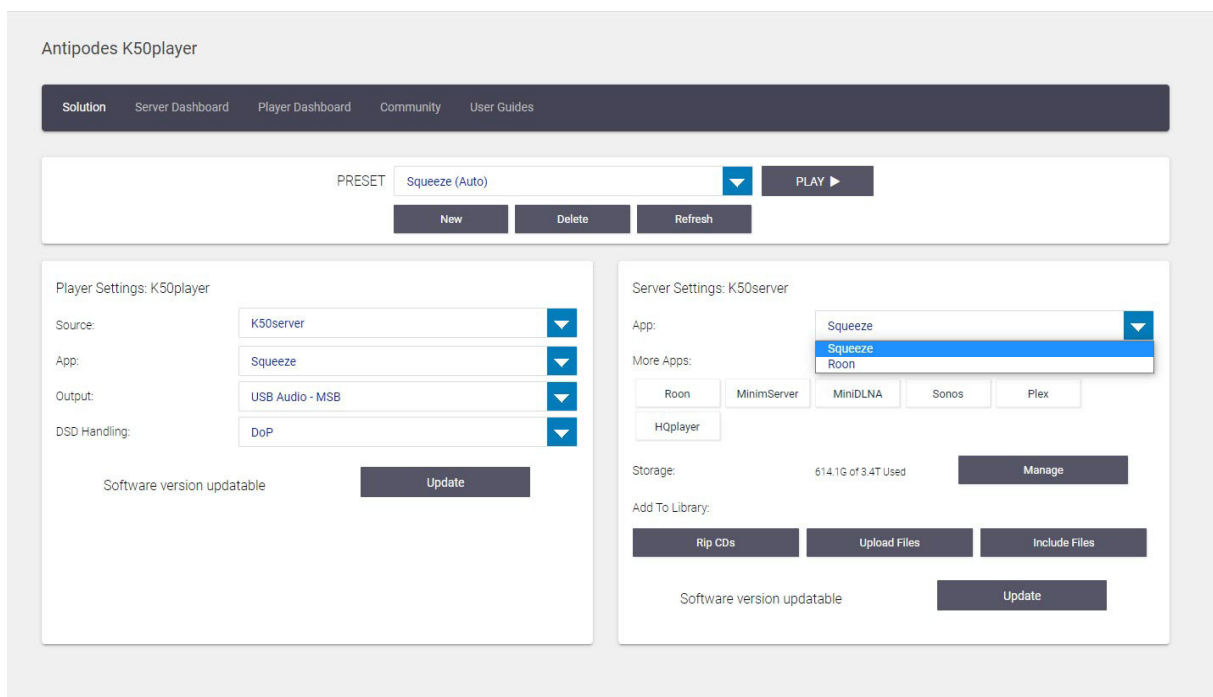 Antipodes K50player
Solution Server Dashboard Player Dashboard Community User Guides
PRESET Squeeze (Auto) PLAY
New Delete Refresh
Player Settings: K50player
Source: K50server
App: Squeeze
Output: USB Audio - MSB
DSD Handling: DoP
Software version updatable Update
Server Settings: K50server
App: Squeeze
Squeeze
Roon
More Apps:
Roon MinimServer MiniDLNA Sonos Plex
HQplayer
Storage: 614.1G of 3.4T Used Manage
Add To Library:
Rip CDs Upload Files Include Files
Software version updatable Update